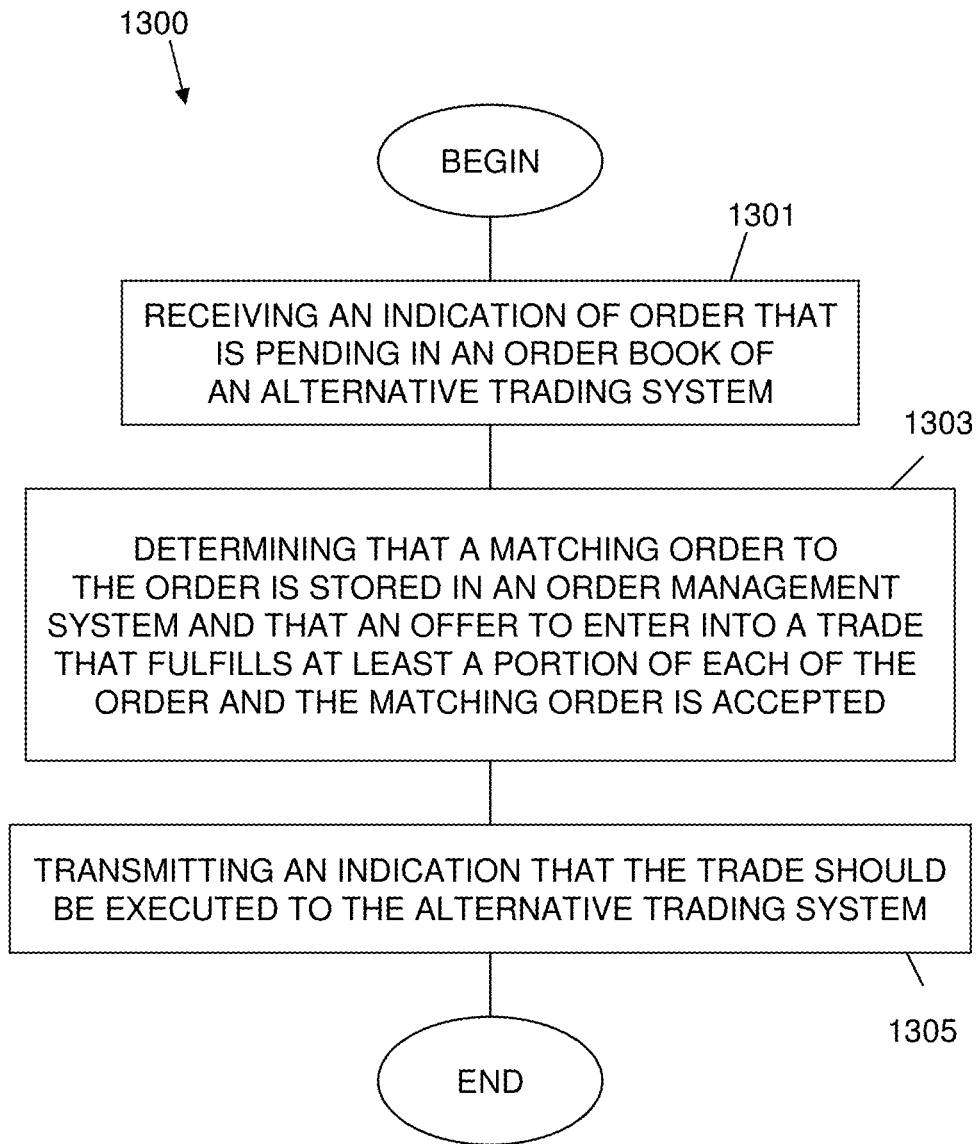 1300
BEGIN
1301
RECEIVING AN INDICATION OF ORDER THAT
IS PENDING IN AN ORDER BOOK OF
AN ALTERNATIVE TRADING SYSTEM
1303
DETERMINING THAT A MATCHING ORDER TO
THE ORDER IS STORED IN AN ORDER MANAGEMENT
SYSTEM AND THAT AN OFFER TO ENTER INTO A TRADE
THAT FULFILLS AT LEAST A PORTION OF EACH OF THE
ORDER AND THE MATCHING ORDER IS ACCEPTED
TRANSMITTING AN INDICATION THAT THE TRADE SHOULD
BE EXECUTED TO THE ALTERNATIVE TRADING SYSTEM
1305
END